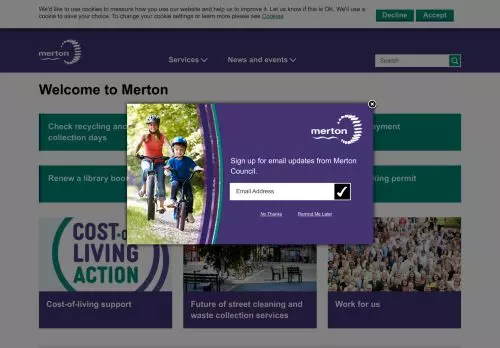 We'd like to use cookies to measure how you use our website and help us to improve it. Let us know if this is OK. We'll use a
cookie to save your choice. To change your cookie settings or learn more please see Cookies
Decline
Accept
merton
Services
News and events
Search
Welcome to Merton
Check recycling and
collection days
yment
Renew a library boo
king permit
merton
Sign up for email updates from Merton
Council.
Email Address
No Thanks
Remind Me Later
COST-OF
LIVING
ACTION
Cost-of-living support
Future of street cleaning and
waste collection services
Work for us